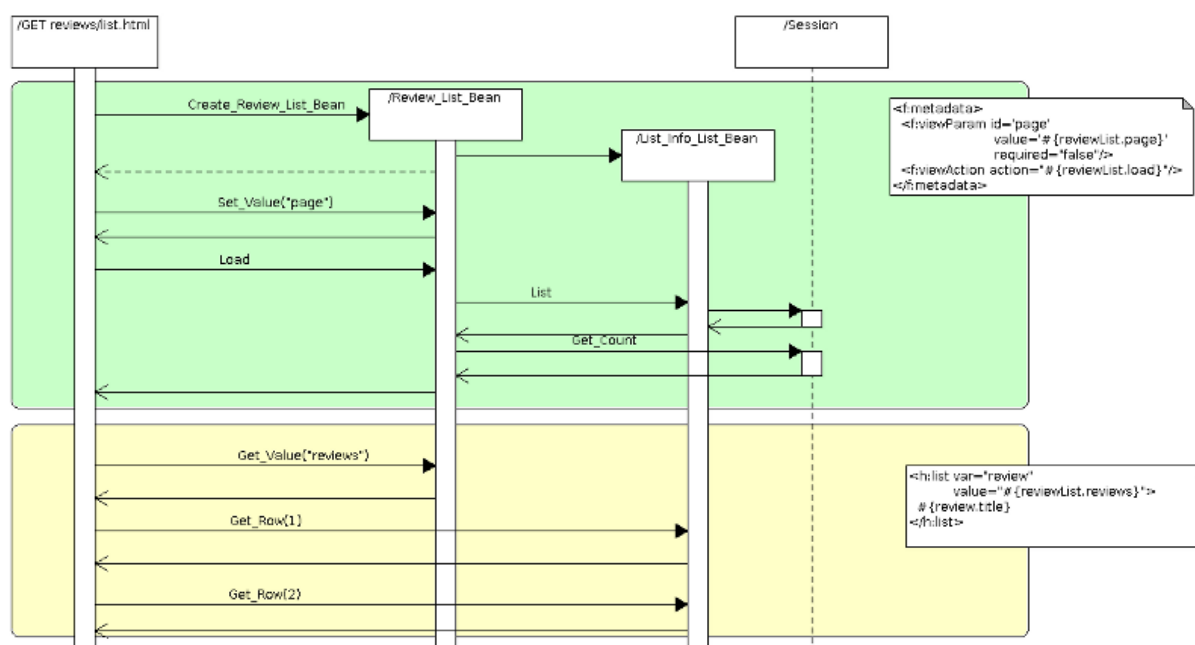 /GET reviews/list.html
/Session
Create_Review_List_Bean
/Review_List_Bean
/List_Info_List_Bean
<f:metadata>
<f:viewParam id='page'
value='#{reviewList.page}'
required="false"/>
<f:viewAction action="#{reviewList.load}"/>
</f:metadata>
Set_Value("page")
Load
List
Get_Count
Get_Value("reviews")
<h:list var="review"
value="#{reviewList.reviews}">
#{review.title}
</h:list>
Get_Row(1)
Get_Row(2)